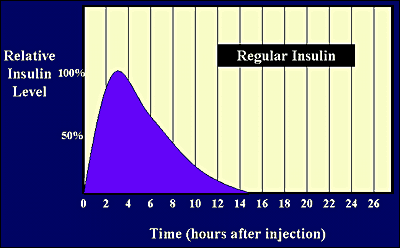 Relative
Insulin
Level
Regular Insulin
100%
50%
0 2 4 6 8 10 12 14 16 18 20 22 24 26
Time (hours after injection)